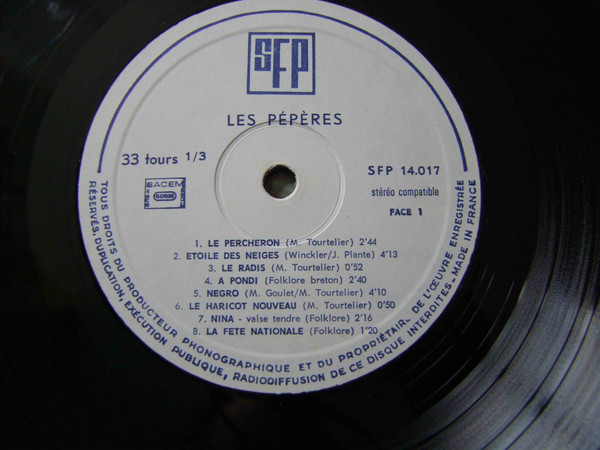 SFP
LES PÉPÈRES
33 tours 1/3
SFP 14.017
SACEM
stéréo compatible
FACE 1
1. LE PERCHERON (M. Tourtelier) 2'44
2. ETOILE DES NEIGES (Winckler/J. Plante) 4'13
3. LE RADIS (M. Tourtelier) 0'52
4. A PONDI (Folklore breton) 2'40
5. NEGRO (M. Goulet/M. Tourtelier) 4'10
6. LE HARICOT NOUVEAU (M. Tourtelier) 0'50
7. NINA - valse tendre (Folklore) 2'16
8. LA FETE NATIONALE (Folklore) 1'20
TOUS DROITS DU PRODUCTEUR PHONOGRAPHIQUE ET DU PROPRIÉTAIR. DE L'ŒUVRE ENREGISTRÉE
RÉSERVÉS. DUPLICATION, EXÉCUTION PUBLIQUE, RADIODIFFUSION DE CE DISQUE INTERDITES. MADE IN FRANCE